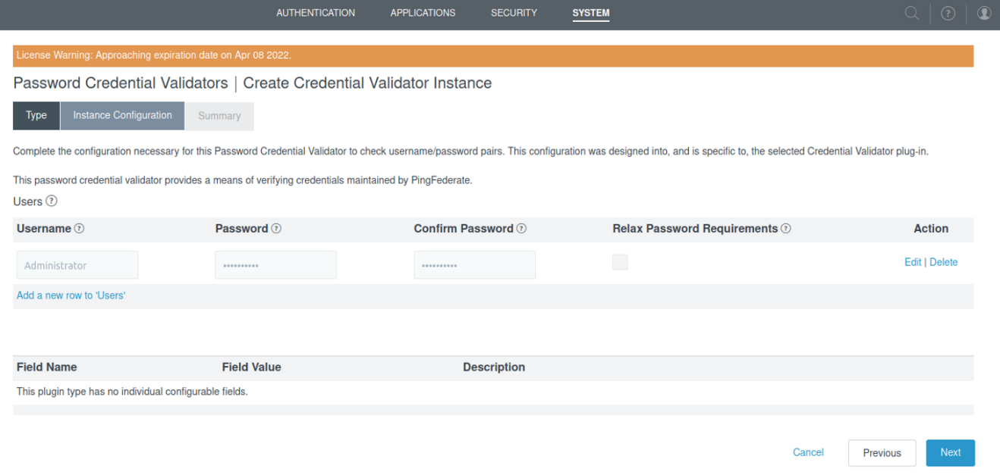 AUTHENTICATION APPLICATIONS SECURITY SYSTEM
License Warning: Approaching expiration date on Apr 08 2022.
Password Credential Validators | Create Credential Validator Instance
Type Instance Configuration Summary
Complete the configuration necessary for this Password Credential Validator to check username/password pairs. This configuration was designed into, and is specific to, the selected Credential Validator plug-in.
This password credential validator provides a means of verifying credentials maintained by PingFederate.
Users ?
Username ? Password ? Confirm Password ? Relax Password Requirements ? Action
Administrator •••••••••• •••••••••• Edit | Delete
Add a new row to 'Users'
Field Name Field Value Description
This plugin type has no individual configurable fields.
Cancel Previous Next